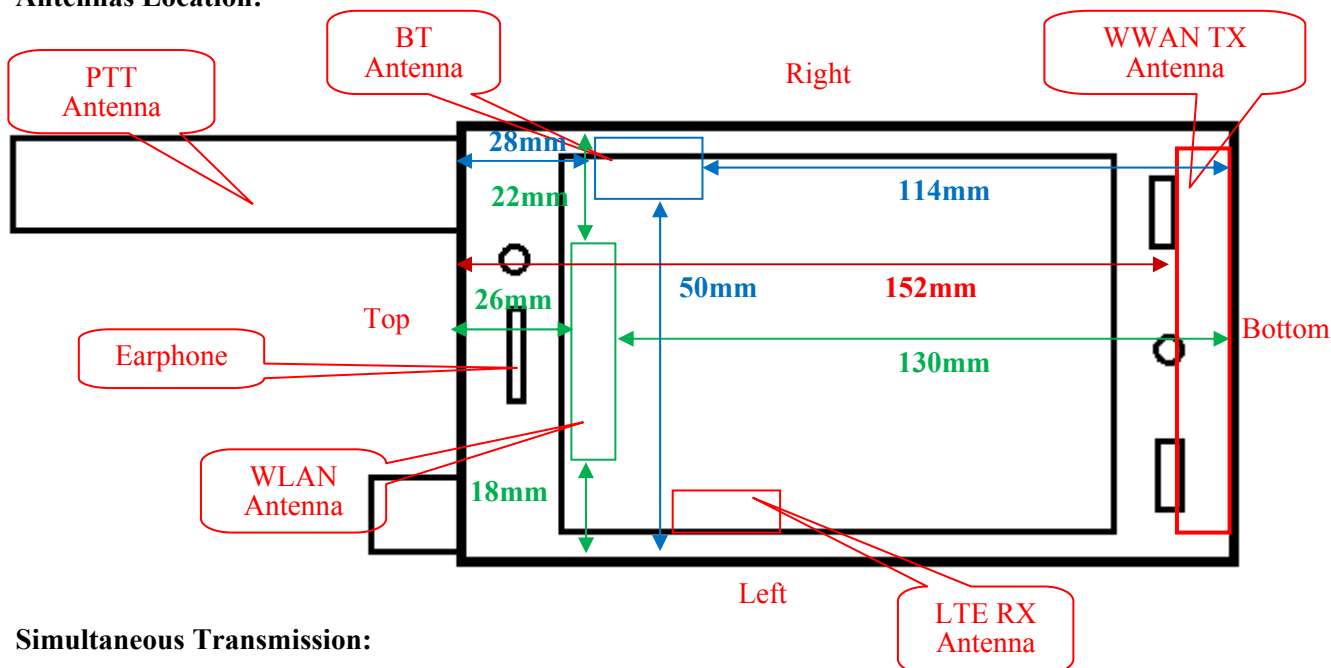 Antennas Location:
BT
Antenna
WWAN TX
Antenna
PTT
Antenna
Right
28mm
22mm
114mm
50mm
152mm
26mm
Top
Bottom
Earphone
130mm
WLAN
Antenna
18mm
Left
LTE RX
Antenna
Simultaneous Transmission: